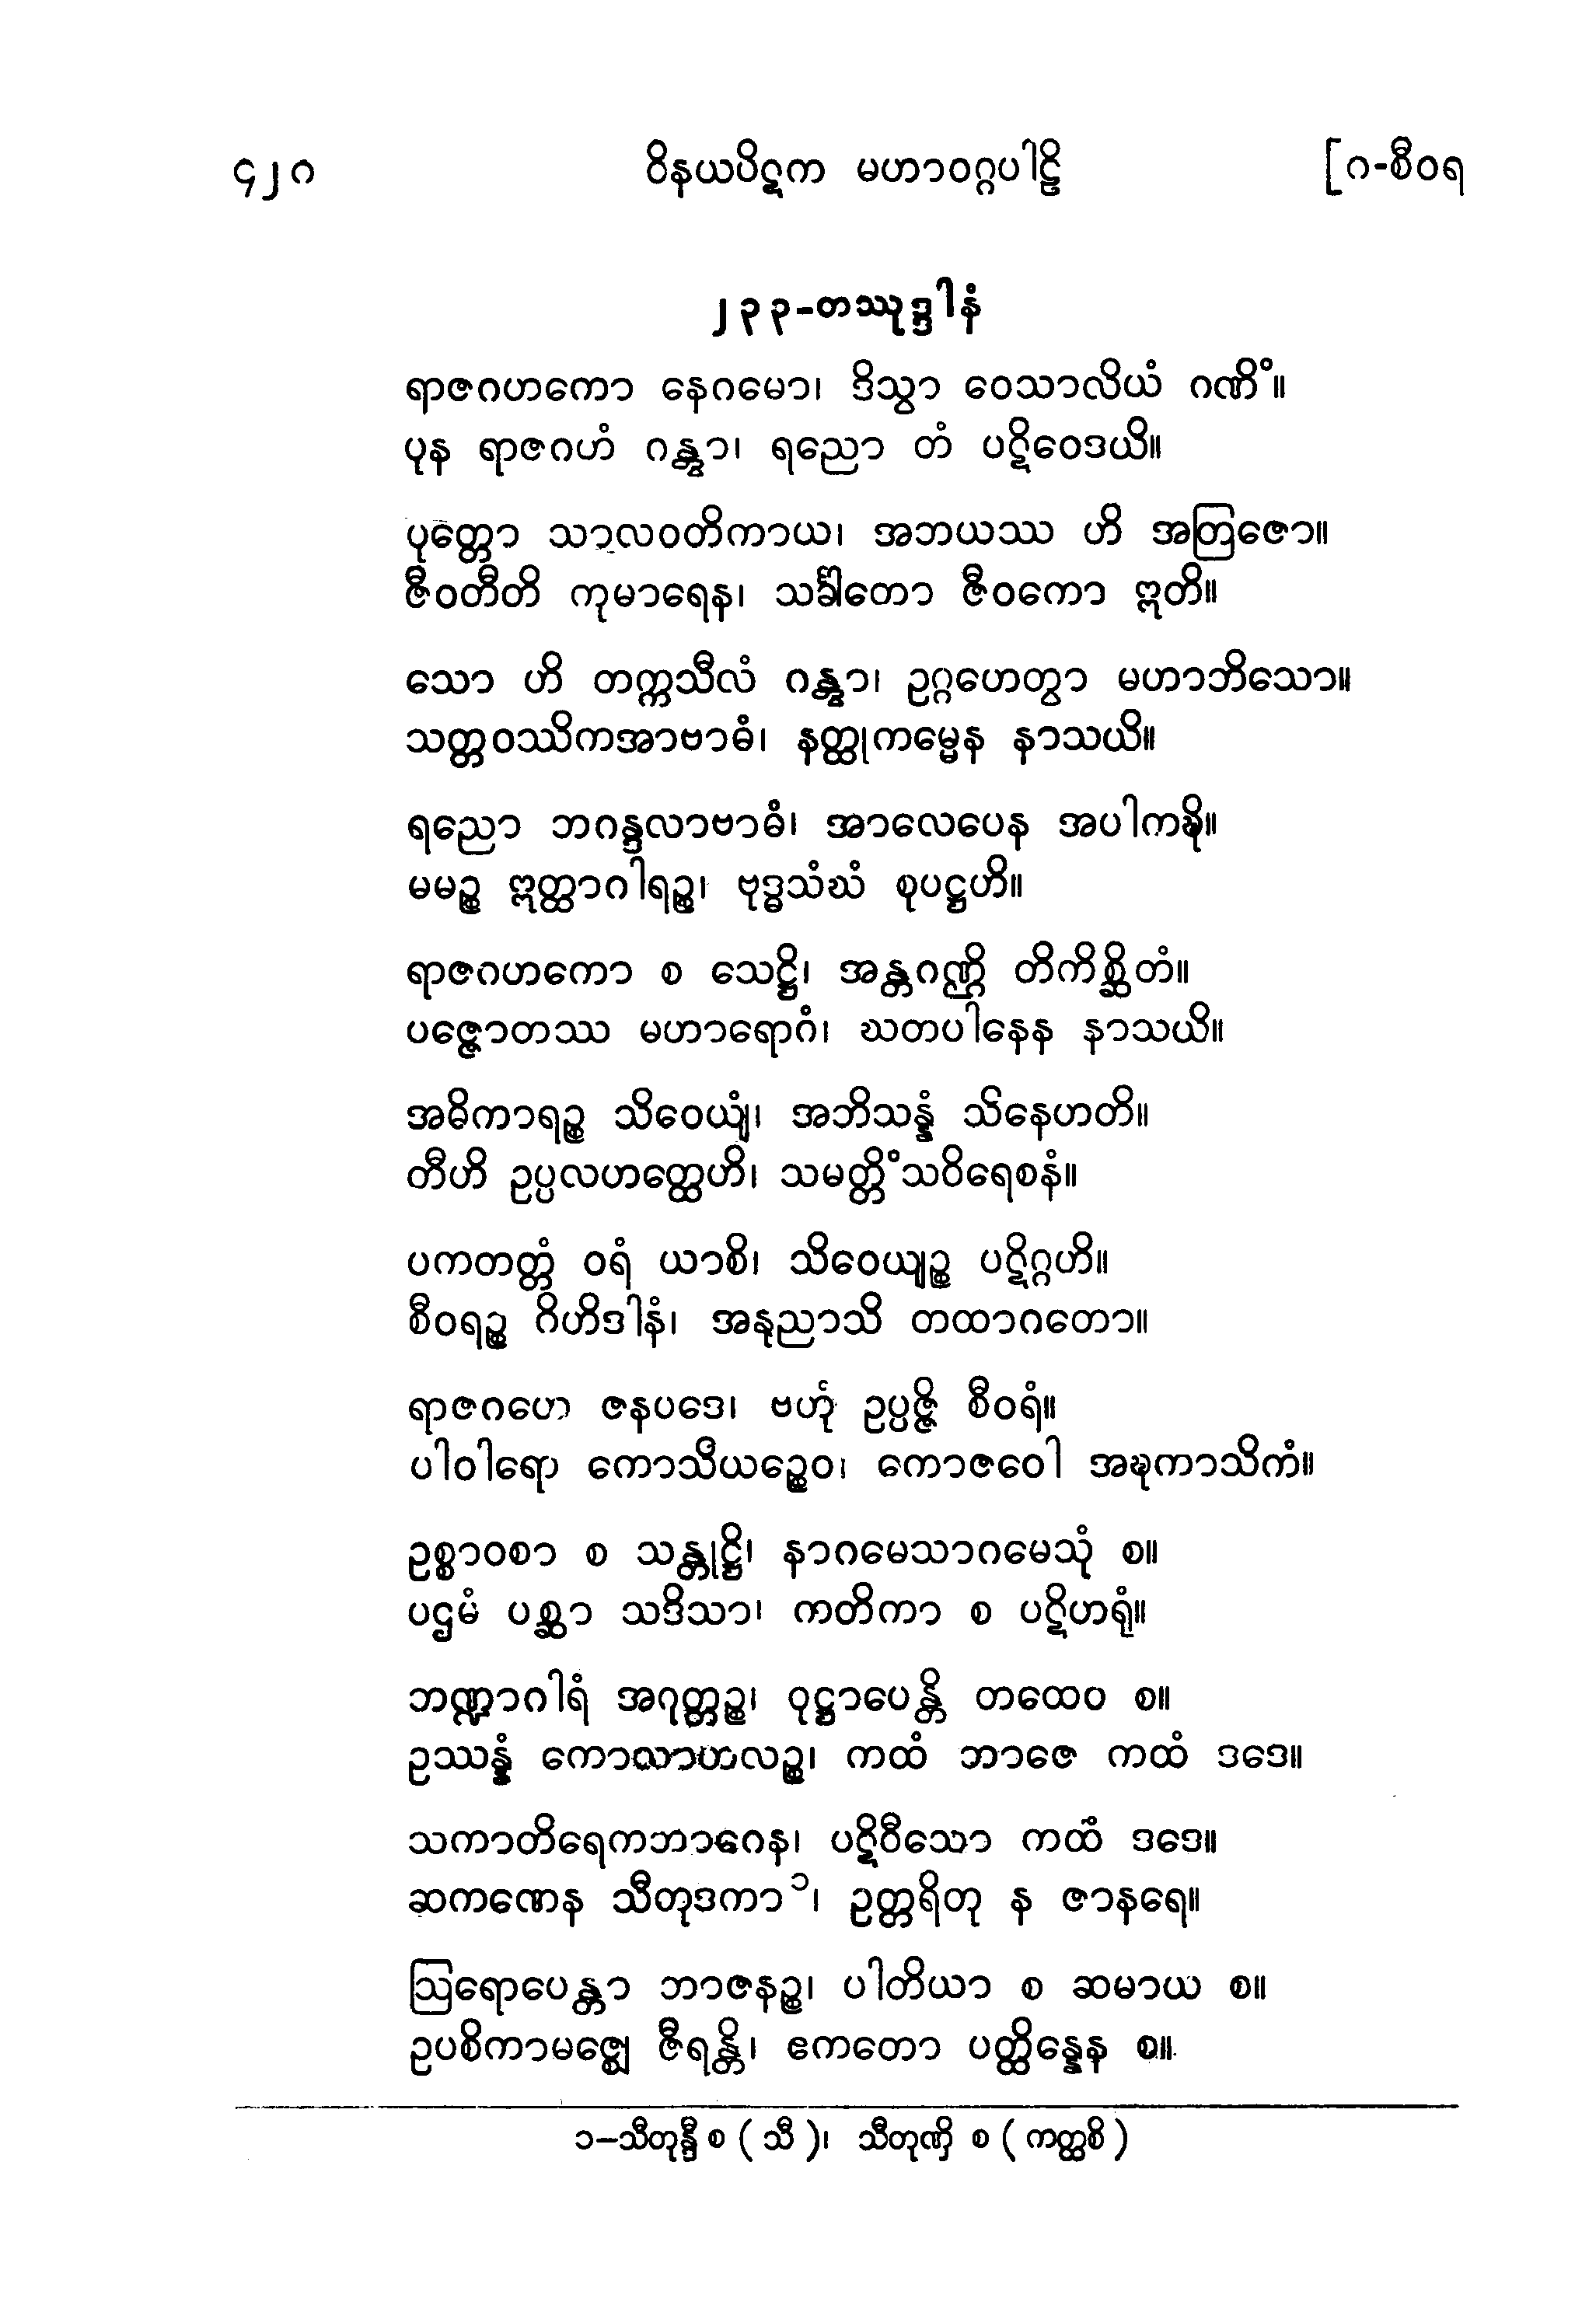 ၄၂၈ ဝိနယပိဋက မဟာဝဂ္ဂပါဠိ [၈-စီဝရ
၂၃၃-တဿုဒ္ဒါနံ
ရာဇဂဟကော နေဂမော၊ ဒိသွာ ဝေသာလိယံ ဂဏိံ။
ပုန ရာဇဂဟံ ဂန္တွာ၊ ရညော တံ ပဋိဝေဒယိ။
ပုတ္တော သာလဝတိကာယ၊ အဘယဿ ဟိ အတြဇော။
ဇီဝတီတိ ကုမာရေန၊ သင်္ခါတော ဇီဝကော ဣတိ။
သော ဟိ တက္ကသီလံ ဂန္တွာ၊ ဥဂ္ဂဟေတွာ မဟာဘိသော။
သတ္တဝဿိကအာဗာဓံ၊ နတ္ထုကမ္မေန နာသယိ။
ရညော ဘဂန္ဒလာဗာဓံ၊ အာလေပေန အပါကဍ္ဎိ။
မမဉ္စ ဣတ္ထာဂါရဉ္စ၊ ဗုဒ္ဓသံဃံ စုပဋ္ဌဟိ။
ရာဇဂဟကော စ သေဋ္ဌိ၊ အန္တဂဏ္ဌိ တိကိစ္ဆိတံ။
ပဇ္ဇောတဿ မဟာရောဂံ၊ ဃတပါနေန နာသယိ။
အဓိကာရဉ္စ သိဝေယျံ၊ အဘိသန္နံ သိနေဟတိ။
တီဟိ ဥပ္ပလဟတ္ထေဟိ၊ သမတ္တိံသဝိရေစနံ။
ပကတတ္တံ ဝရံ ယာစိ၊ သိဝေယျဉ္စ ပဋိဂ္ဂဟိ။
စီဝရဉ္စ ဂိဟိဒါနံ၊ အနုညာသိ တထာဂတော။
ရာဇဂဟေ ဇနပဒေ၊ ဗဟုံ ဥပ္ပဇ္ဇိ စီဝရံ။
ပါဝါရော ကောသိယဉ္စေဝ၊ ကောဇဝေါ အဍ္ဎကာသိကံ။
ဥစ္စာဝစာ စ သန္တုဋ္ဌိ၊ နာဂမေသာဂမေသုံ စ။
ပဌမံ ပစ္ဆာ သဒိသာ၊ ကတိကာ စ ပဋိဟရုံ။
ဘဏ္ဍာဂါရံ အဂုတ္တဉ္စ၊ ဝုဋ္ဌာပေန္တိ တထေဝ စ။
ဥဿန္နံ ကောလာဟလဉ္စ၊ ကထံ ဘာဇေ ကထံ ဒဒေ။
သကာတိရေကဘာဂေန၊ ပဋိဝီသော ကထံ ဒဒေ။
ဆကဏေန သီတုဒကာ၁၊ ဥတ္တရိတု န ဇာနရေ။
ဩရောပေန္တာ ဘာဇနဉ္စ၊ ပါတိယာ စ ဆမာယ စ။
ဥပစိကာမဇ္ဈေ ဇီရန္တိ၊ ဧကတော ပတ္ထိန္နေန စ။
၁–သီတုန္ဒီ စ ( သီ )၊ သီတုဏှိ စ ( ကတ္ထစိ )